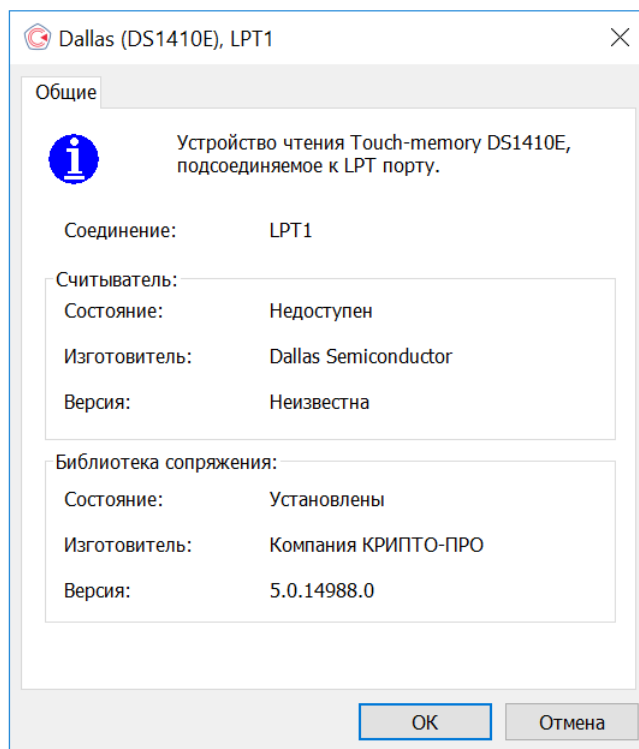 Dallas (DS1410E), LPT1
Общие
Устройство чтения Touch-memory DS1410E,
подсоединяемое к LPT порту.
Соединение: LPT1
Считыватель:
Состояние: Недоступен
Изготовитель: Dallas Semiconductor
Версия: Неизвестна
Библиотека сопряжения:
Состояние: Установлены
Изготовитель: Компания КРИПТО-ПРО
Версия: 5.0.14988.0
ОК Отмена